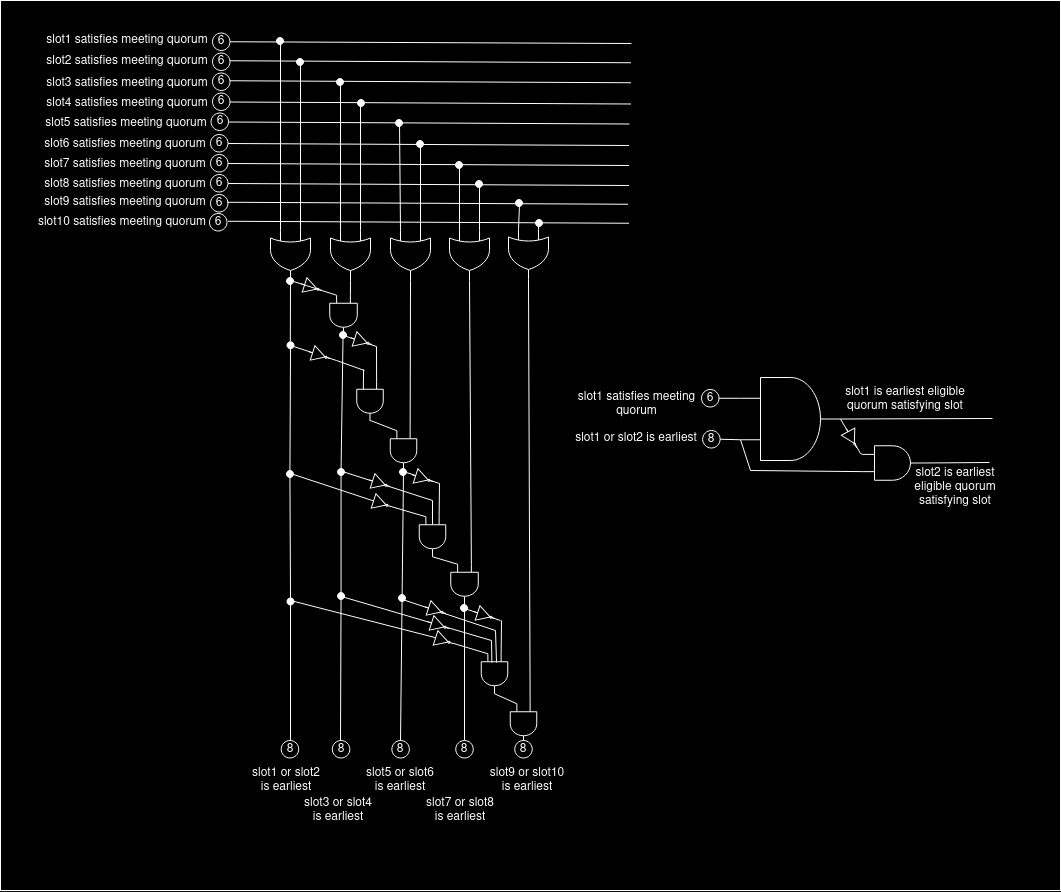 slot1 satisfies meeting quorum 6
slot2 satisfies meeting quorum 6
slot3 satisfies meeting quorum 6
slot4 satisfies meeting quorum 6
slot5 satisfies meeting quorum 6
slot6 satisfies meeting quorum 6
slot7 satisfies meeting quorum 6
slot8 satisfies meeting quorum 6
slot9 satisfies meeting quorum 6
slot10 satisfies meeting quorum 6
slot1 satisfies meeting
quorum
6
slot1 or slot2 is earliest 8
slot1 is earliest eligible
quorum satisfying slot
slot2 is earliest
eligible quorum
satisfying slot
8 8 8 8 8
slot1 or slot2
is earliest
slot3 or slot4
is earliest
slot5 or slot6
is earliest
slot7 or slot8
is earliest
slot9 or slot10
is earliest